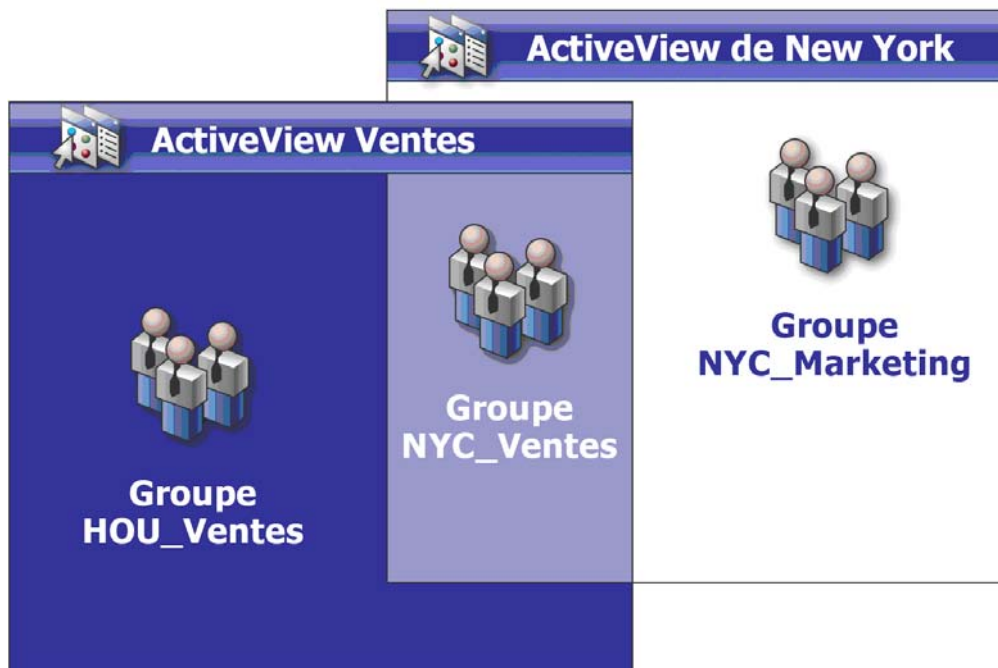 ActiveView de New York
ActiveView Ventes
Groupe
NYC_Marketing
Groupe
NYC_Ventes
Groupe
HOU_Ventes